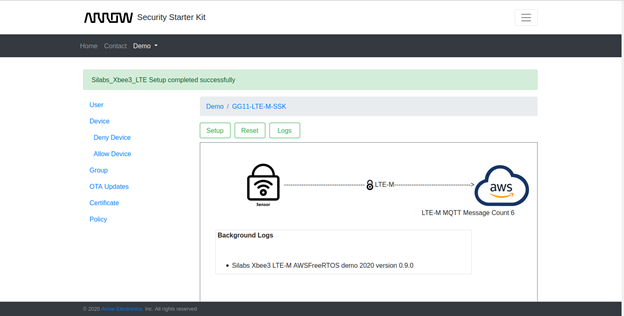 ARROW Security Starter Kit
Home Contact Demo
Silabs_Xbee3_LTE Setup completed successfully
User
Device
Deny Device
Allow Device
Group
OTA Updates
Certificate
Policy
Demo / GG11-LTE-M-SSK
Setup Reset Logs
Sensor
LTE-M
aws
LTE-M MQTT Message Count 6
Background Logs
Silabs Xbee3 LTE-M AWSFreeRTOS demo 2020 version 0.9.0
© 2020 Arrow Electronics, Inc. All rights reserved